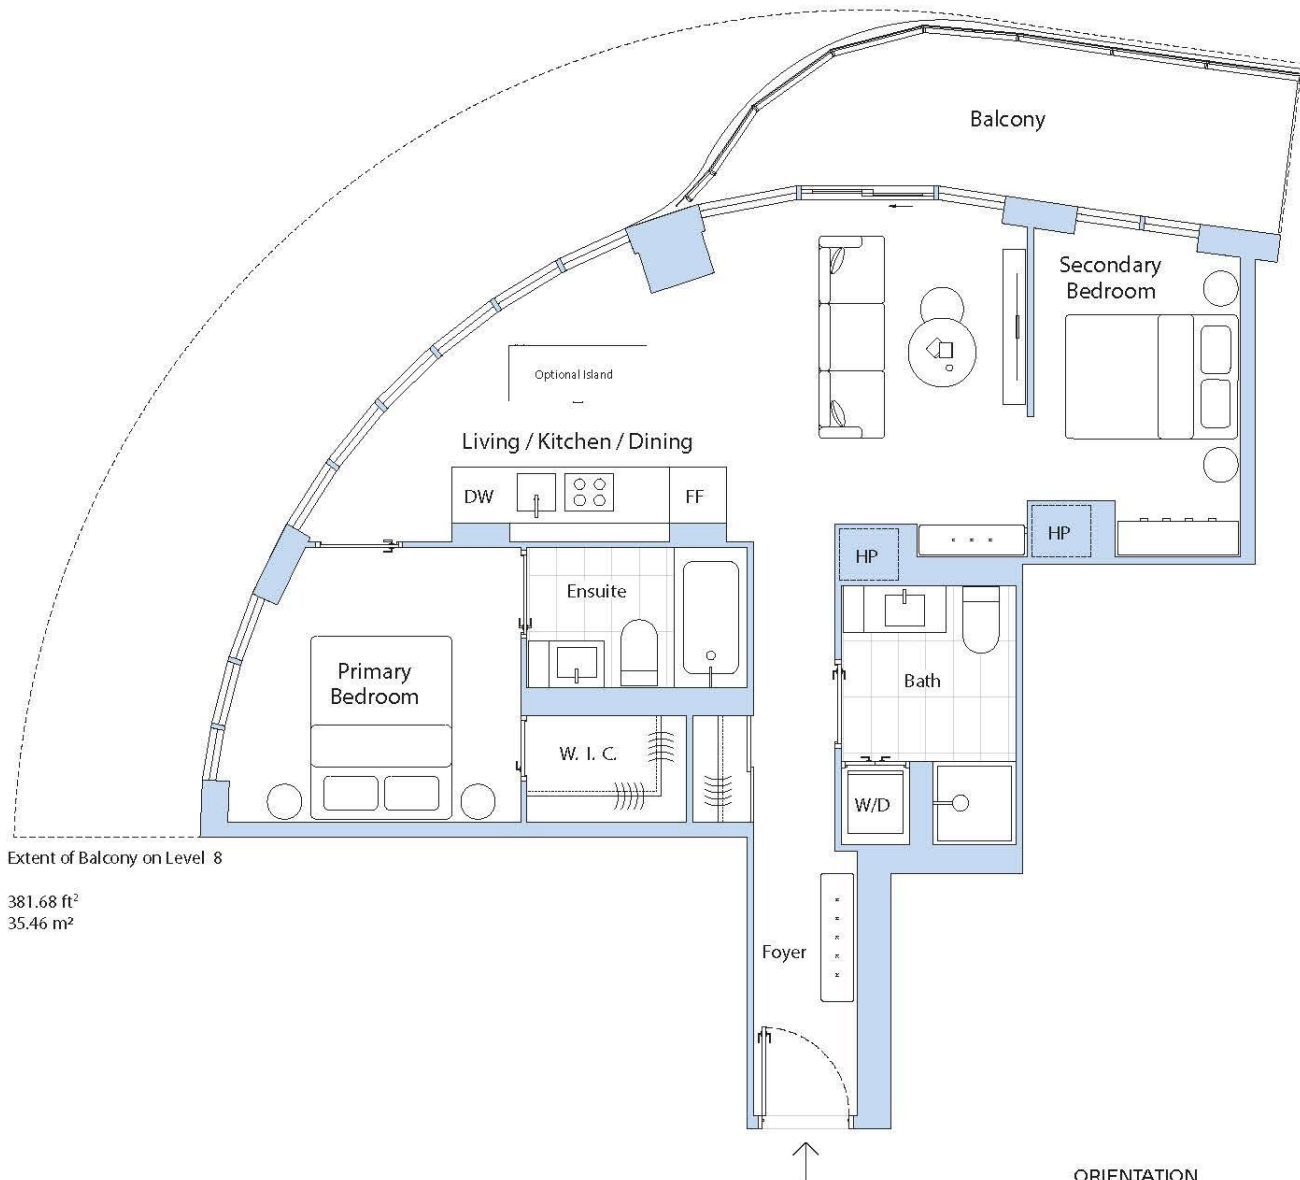 Balcony
Secondary
Bedroom
Optional Island
Living / Kitchen / Dining
DW
FF
HP
HP
Ensuite
Primary
Bedroom
Bath
W. I. C.
W/D
Extent of Balcony on Level 8
381.68 ft²
35.46 m²
Foyer
ORIENTATION